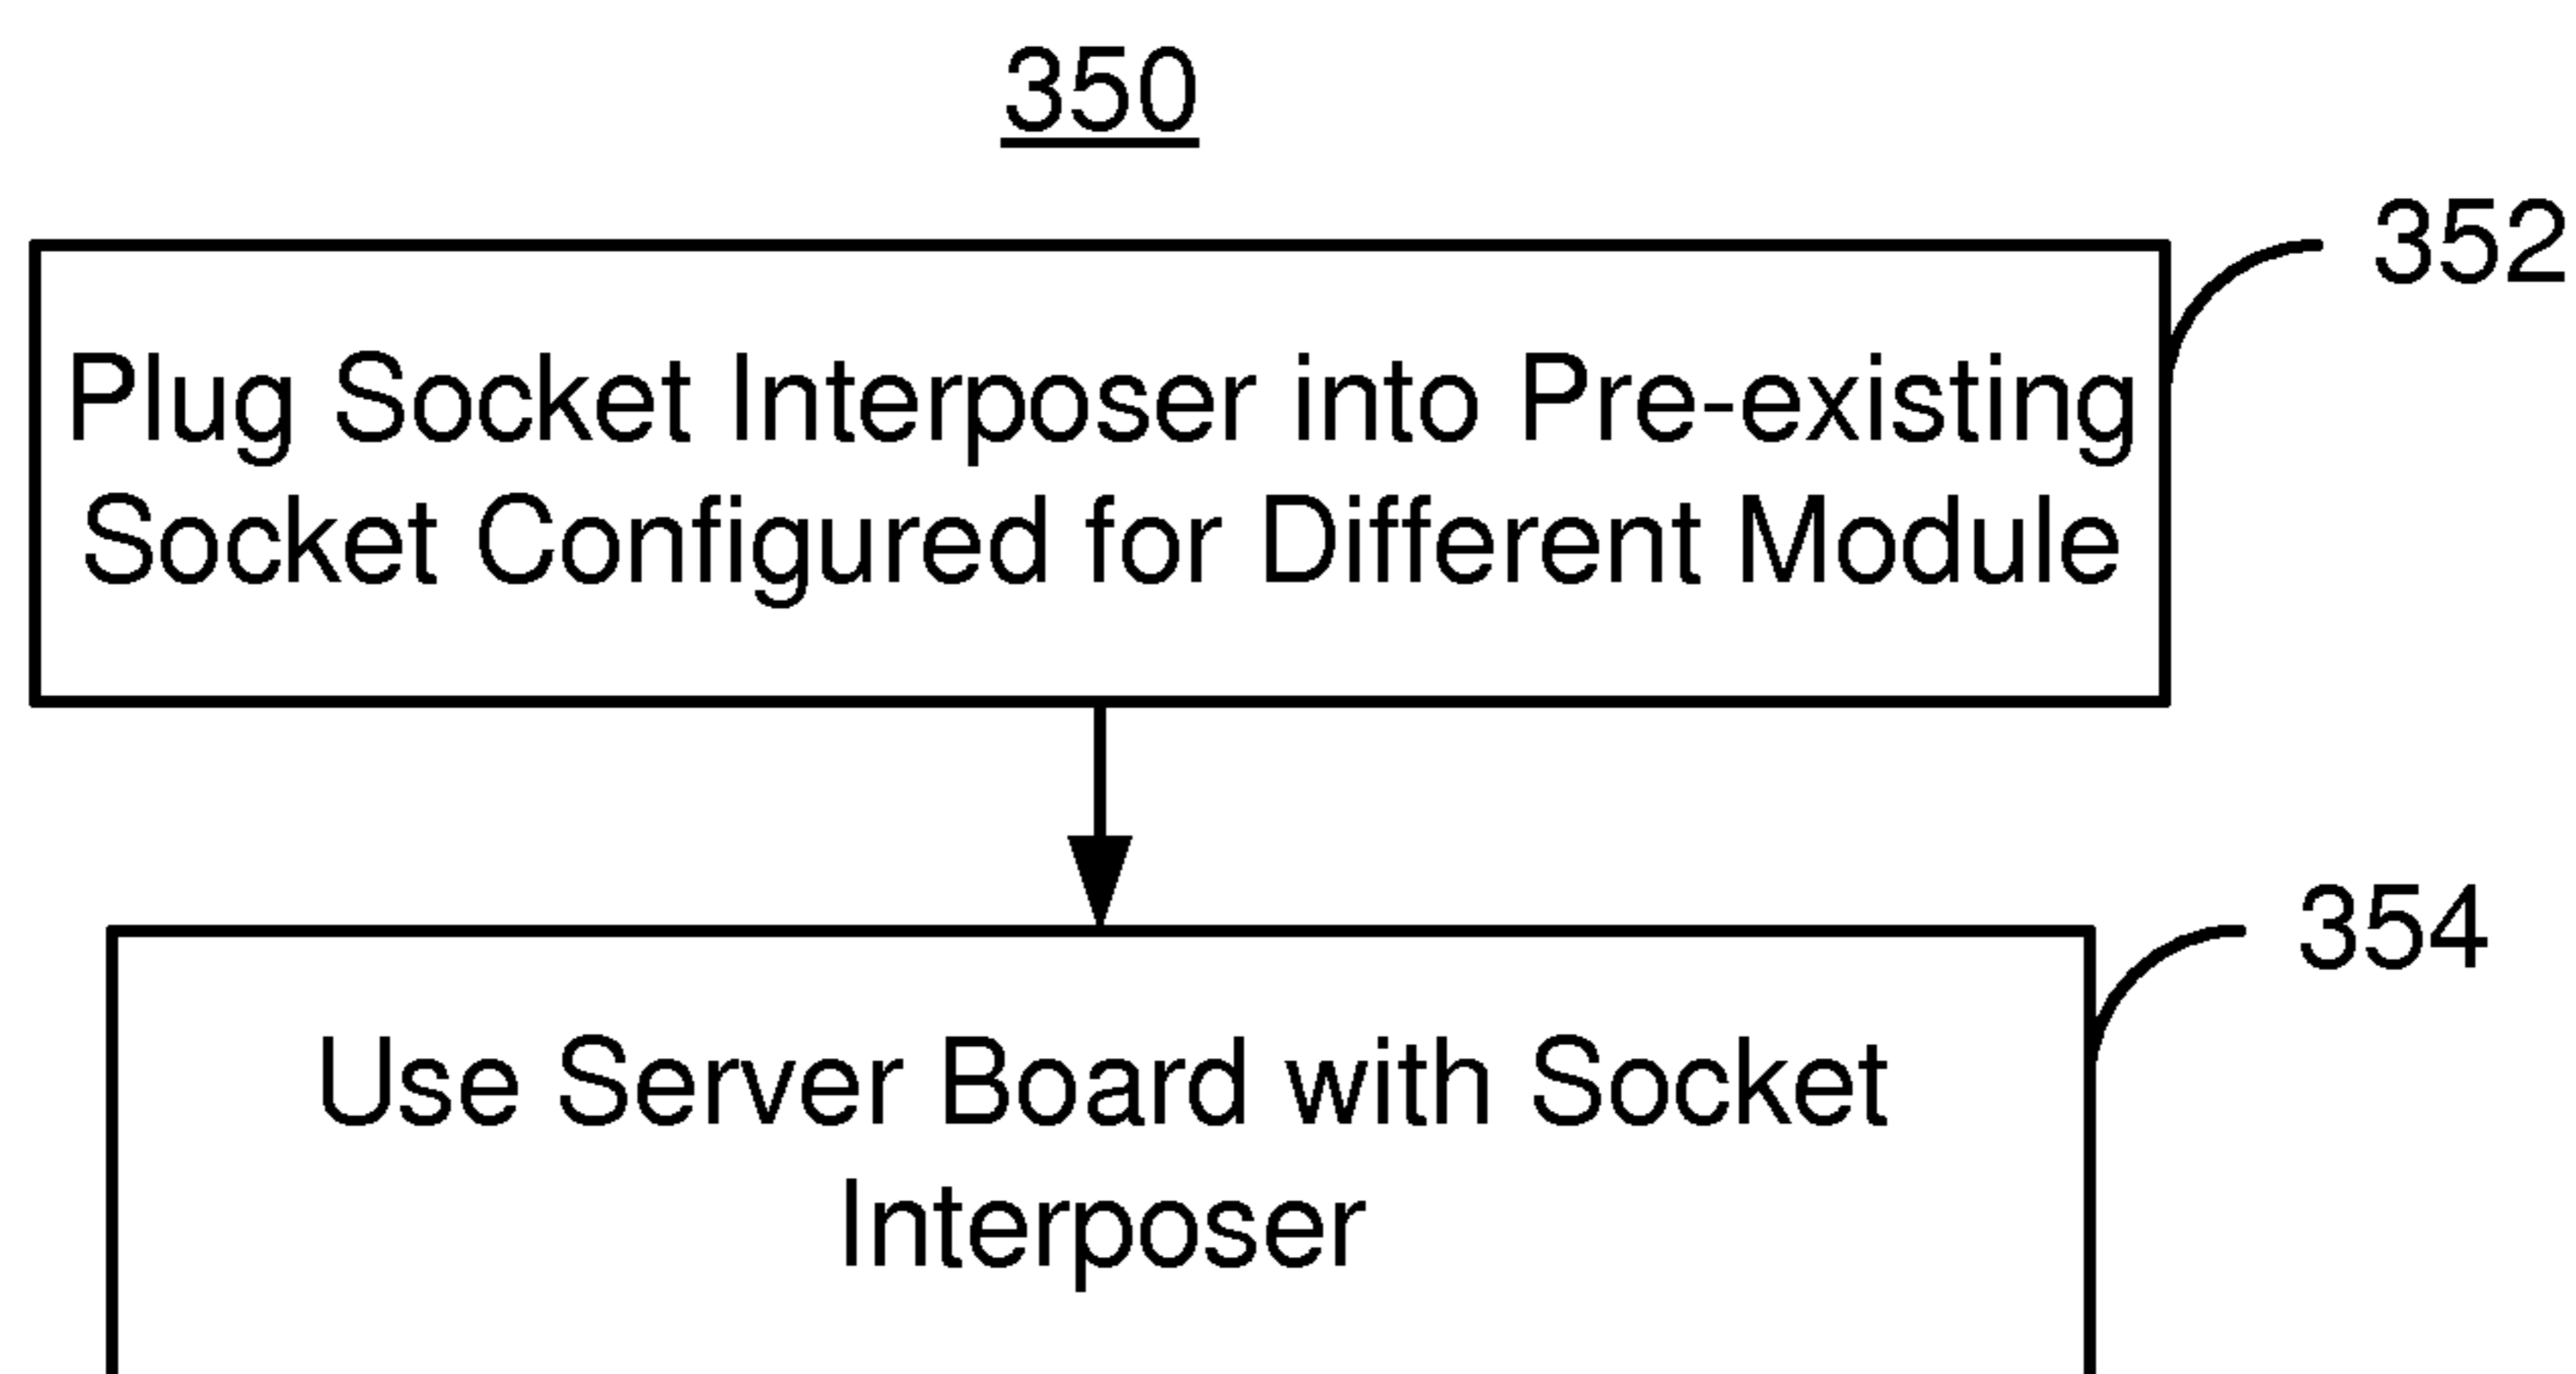 350
352
Plug Socket Interposer into Pre-existing
Socket Configured for Different Module
354
Use Server Board with Socket
Interposer